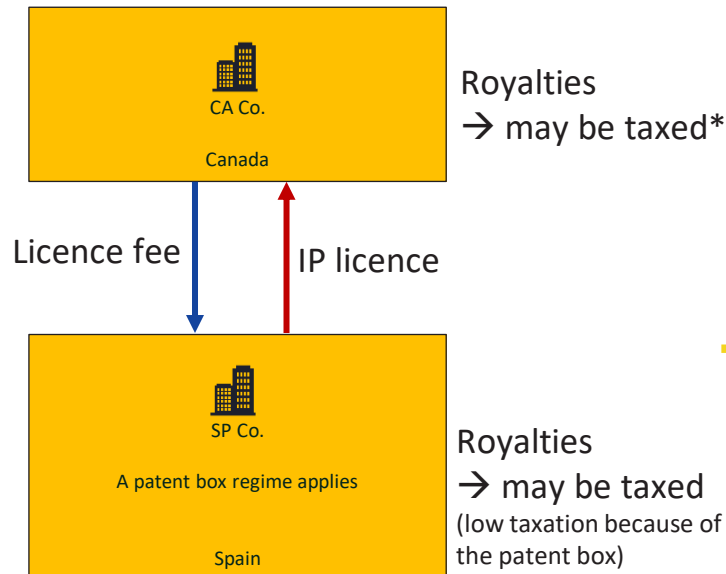 CA Co.
Canada
Royalties
→ may be taxed*
Licence fee
IP licence
SP Co.
A patent box regime applies
Spain
Royalties
→ may be taxed
(low taxation because of
the patent box)